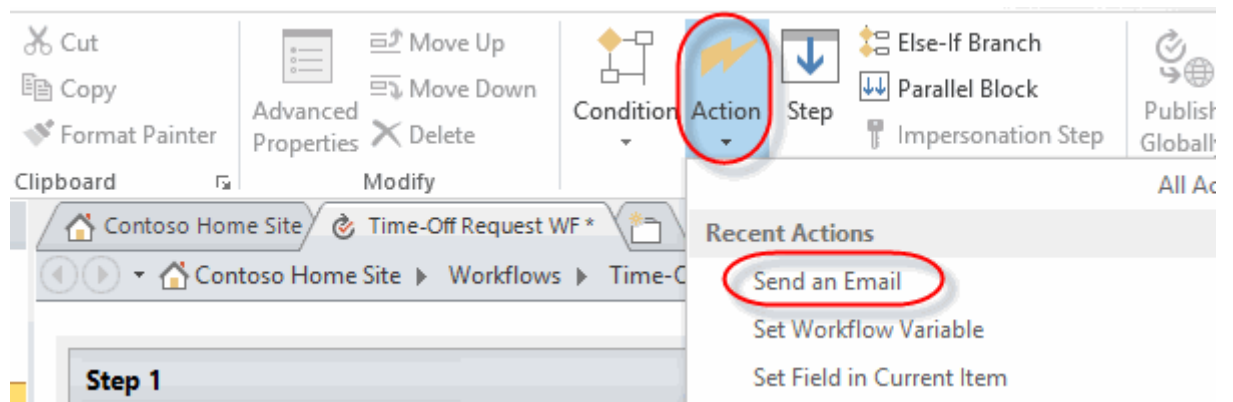 Cut
Copy
Format Painter
Clipboard
Advanced
Properties
Move Up
Move Down
Delete
Modify
Condition
Action
Step
Else-If Branch
Parallel Block
Impersonation Step
Publish
Globall
All Ac
Contoso Home Site
Time-Off Request WF *
Contoso Home Site
Workflows
Time-
Recent Actions
Send an Email
Set Workflow Variable
Set Field in Current Item
Step 1